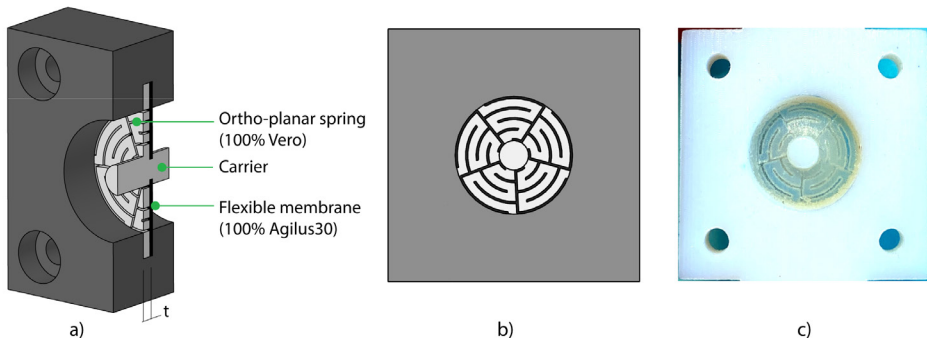 Ortho-planar spring
(100% Vero)
Carrier
Flexible membrane
(100% Agilus30)
t
a)
b)
c)